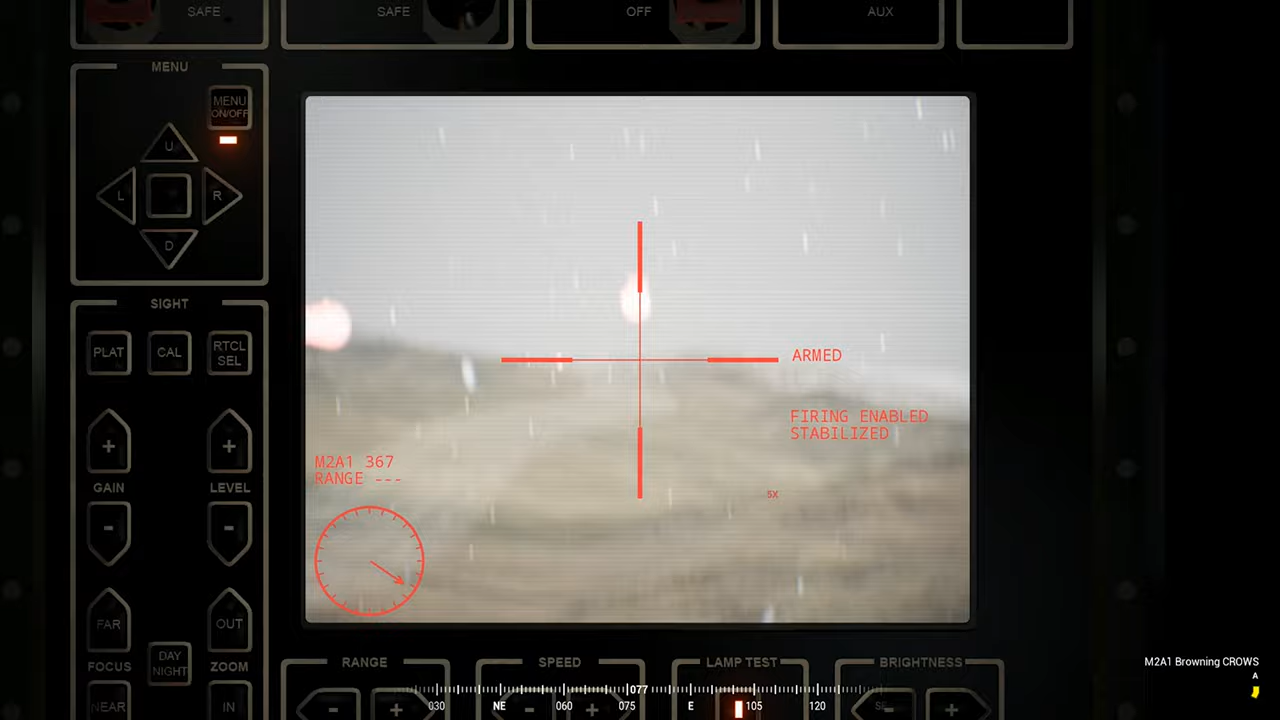 SAFE
SAFE
OFF
AUX
MENU
MENU
ON/OFF
U
L
R
D
SIGHT
PLAT
CAL
RTCL
SEL
+
+
GAIN
LEVEL
-
-
FAR
OUT
DAY
NIGHT
FOCUS
ZOOM
NEAR
IN
ARMED
FIRING ENABLED
STABILIZED
M2A1 367
RANGE ---
5X
RANGE
SPEED
LAMP TEST
BRIGHTNESS
- +
- +
- +
077
030 NE 060 075 E 105 120 SE
M2A1 Browning CROWS
A